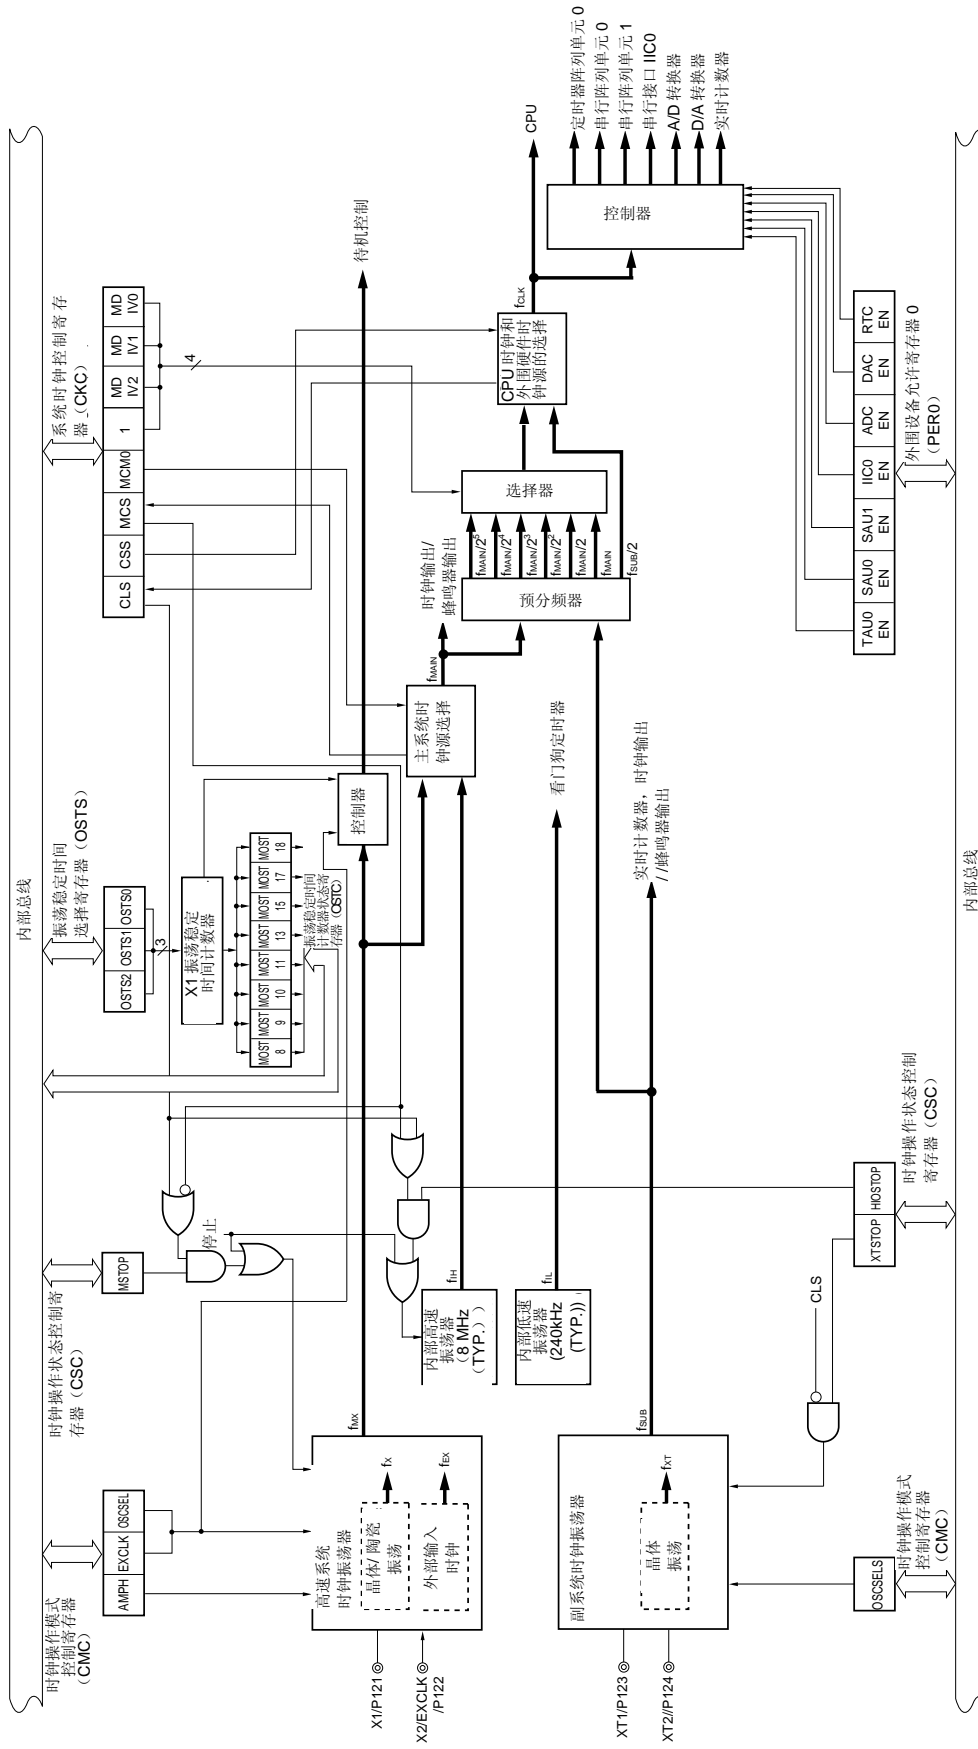 内部总线
时钟操作模式
控制寄存器
（CMC）
时钟操作状态控制寄
存器（CSC）
振荡稳定时间
选择寄存器（OSTS）
系统时钟控制寄存
器 （CKC）
AMPH
EXCLK
OSCSEL
MSTOP
OSTS2
OSTS1
OSTS0
3
CLS
CSS
MCS
MCM0
1
MD
IV2
MD
IV1
MD
IV0
4
X1 振荡稳定
时间计数器
MOST
8
MOST
9
MOST
10
MOST
11
MOST
13
MOST
15
MOST
17
MOST
18
振荡稳定时间
计数器状态寄
存器（OSTC）
停止
控制器
待机控制
高速系统
时钟振荡器
晶体/ 陶瓷
振荡
fX
外部输入
时钟
fEX
fMX
X1/P121
X2/EXCLK
/P122
内部高速
振荡器
（8 MHz
（TYP.））
fIH
主系统时
钟源选择
fMAIN
时钟输出/
蜂鸣器输出
预分频器
fMAIN/2⁵
fMAIN/2⁴
fMAIN/2³
fMAIN/2²
fMAIN/2
fMAIN
fSUB/2
选择器
CPU 时钟和
外围硬件时
钟源的选择
fCLK
CPU
控制器
定时器阵列单元 0
串行阵列单元 0
串行阵列单元 1
串行接口 IIC0
A/D 转换器
D/A 转换器
实时计数器
内部低速
振荡器
(240kHz
(TYP.))
fIL
看门狗定时器
副系统时钟振荡器
晶体
振荡
fXT
fSUB
XT1/P123
XT2//P124
实时计数器，时钟输出
//蜂鸣器输出
CLS
OSCSELS
XTSTOP
HIOSTOP
TAU0
EN
SAU0
EN
SAU1
EN
IIC0
EN
ADC
EN
DAC
EN
RTC
EN
时钟操作模式
控制寄存器
（CMC）
时钟操作状态控制
寄存器（CSC）
外围设备允许寄存器 0
（PER0）
内部总线